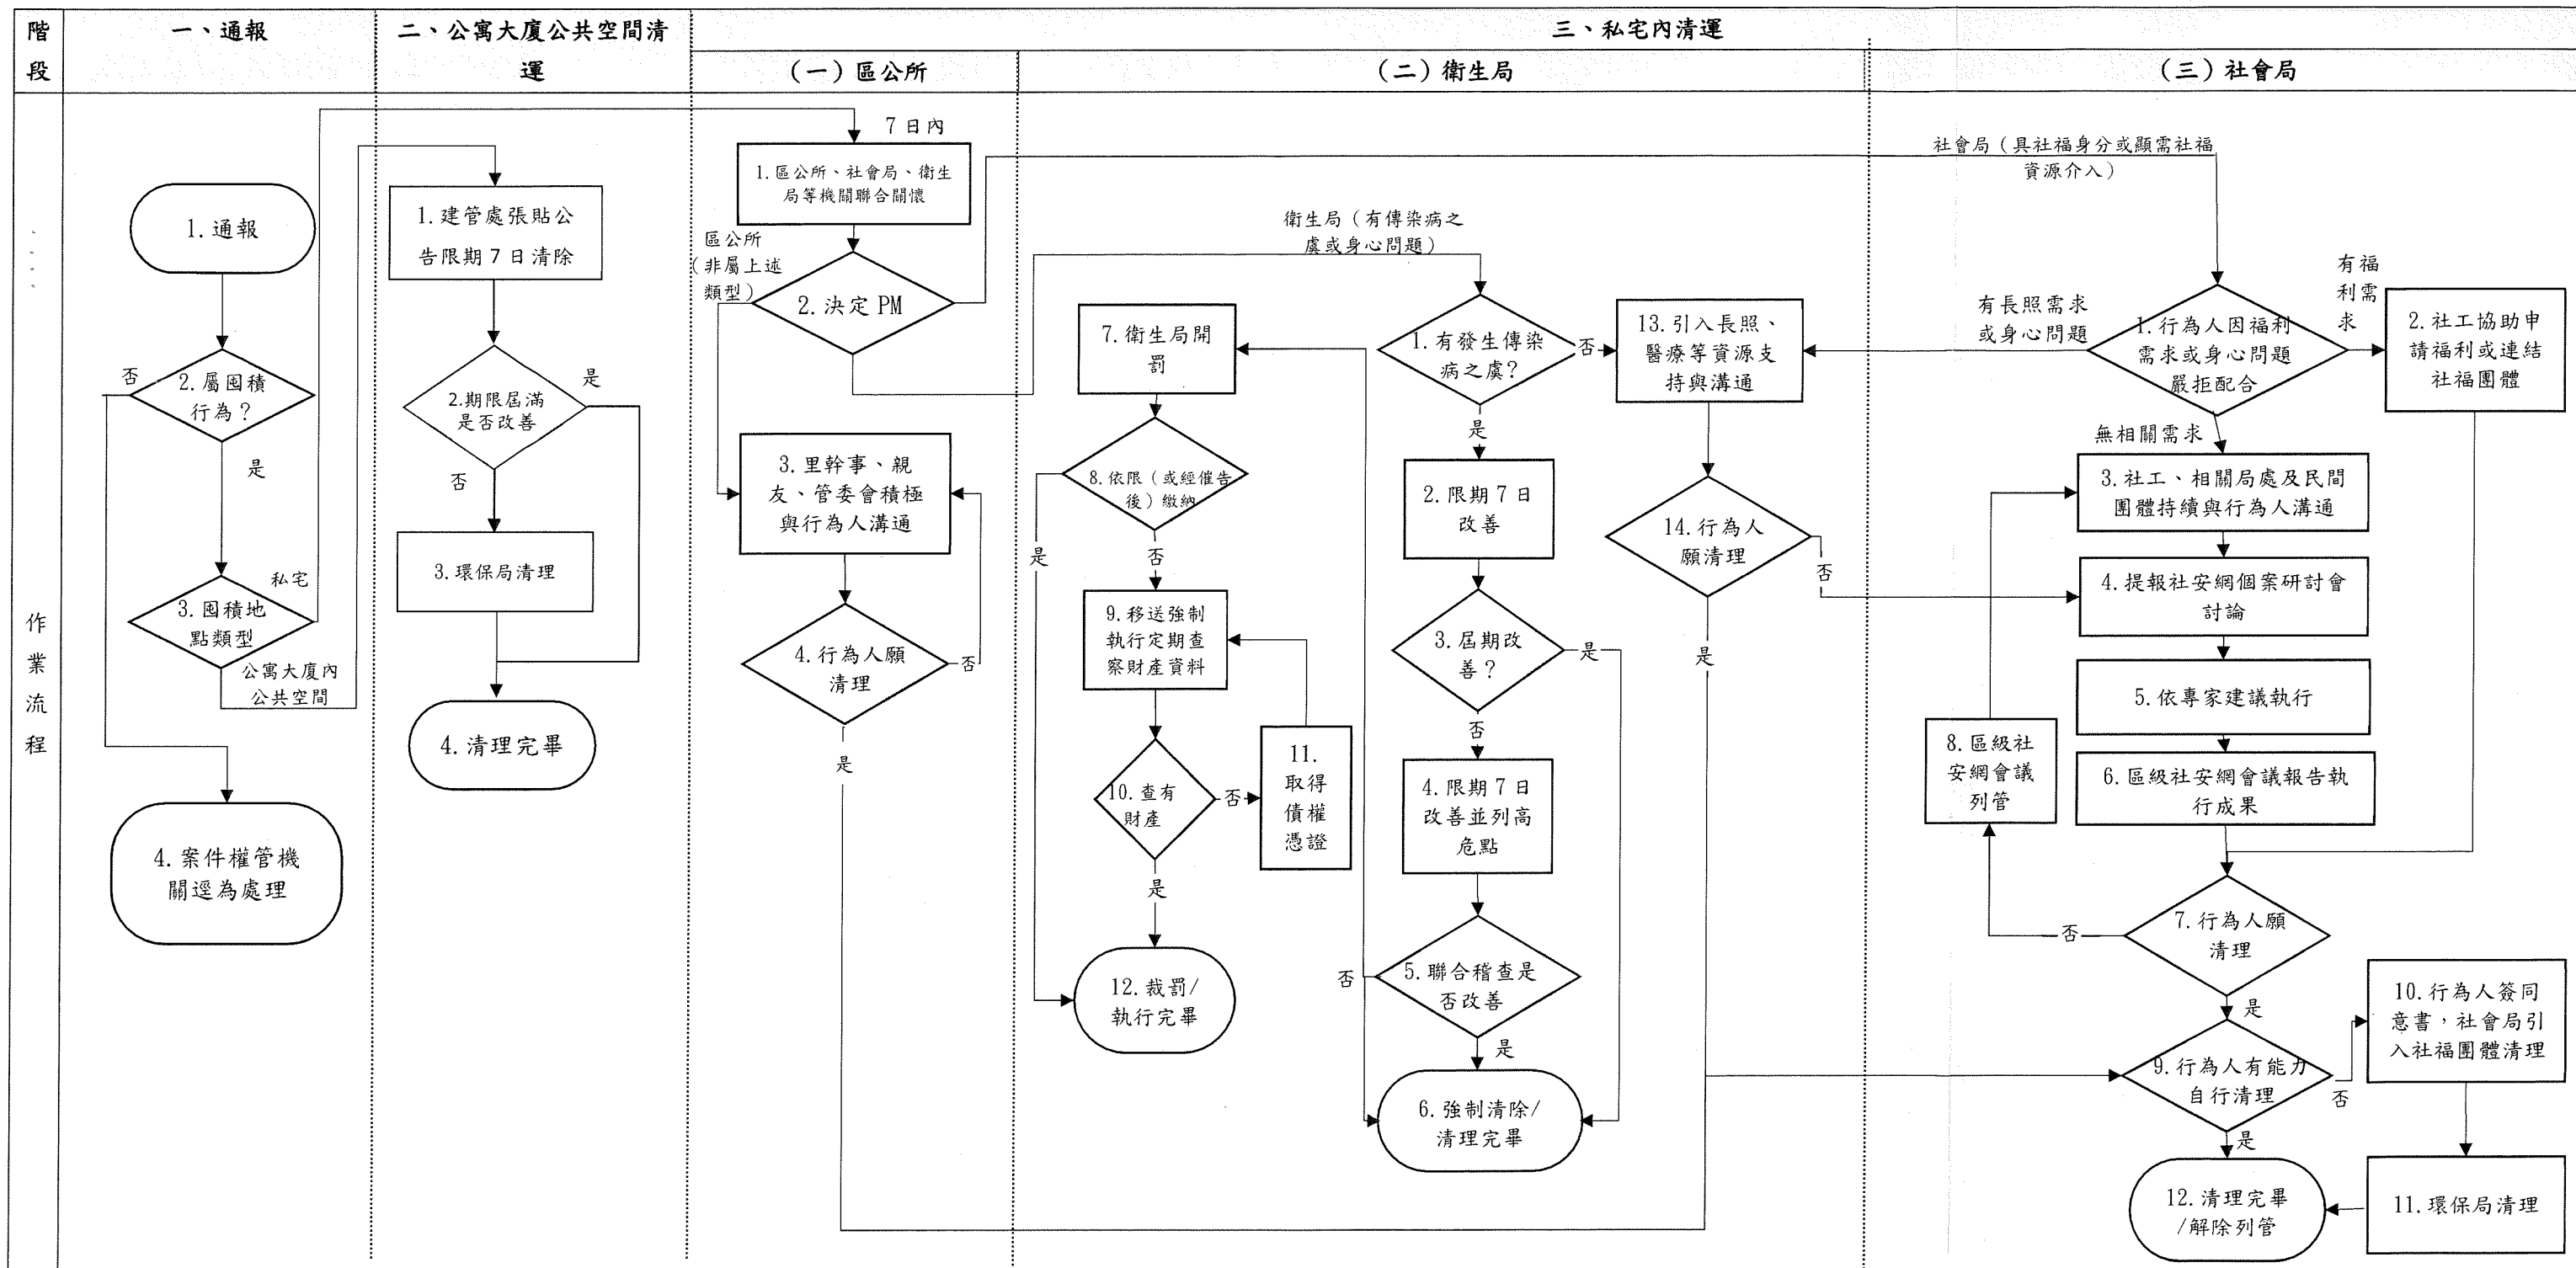 階
段
一、通報
二、公寓大廈公共空間清
運
三、私宅內清運
(一)區公所
(二)衛生局
(三)社會局
作
業
流
程
1.通報
否
2.屬囤積
行為?
是
私宅
3.囤積地
點類型
公寓大廈內
公共空間
4.案件權管機
關逕為處理
1.建管處張貼公
告限期7日清除
2.期限屆滿
是否改善
是
否
3.環保局清理
4.清理完畢
7日內
1.區公所、社會局、衛生
局等機關聯合關懷
區公所
(非屬上述
類型)
2.決定PM
3.里幹事、親
友、管委會積極
與行為人溝通
4.行為人願
清理
否
是
衛生局(有傳染病之
虞或身心問題)
1.有發生傳染
病之虞?
否
是
2.限期7日
改善
3.屆期改
善?
是
否
4.限期7日
改善並列高
危點
5.聯合稽查是
否改善
否
是
6.強制清除/
清理完畢
7.衛生局開
罰
8.依限(或經催告
後)繳納
是
否
9.移送強制
執行定期查
察財產資料
10.查有
財產
否
是
11.
取得
債權
憑證
12.裁罰/
執行完畢
13.引入長照、
醫療等資源支
持與溝通
14.行為人
願清理
否
是
社會局(具社福身分或顯需社福
資源介入)
有長照需求
或身心問題
1.行為人因福利
需求或身心問題
嚴拒配合
有福
利需
求
2.社工協助申
請福利或連結
社福團體
無相關需求
3.社工、相關局處及民間
團體持續與行為人溝通
4.提報社安網個案研討會
討論
5.依專家建議執行
6.區級社安網會議報告執
行成果
7.行為人願
清理
否
是
8.區級社
安網會議
列管
9.行為人有能力
自行清理
否
是
10.行為人簽同
意書,社會局引
入社福團體清理
11.環保局清理
12.清理完畢
/解除列管